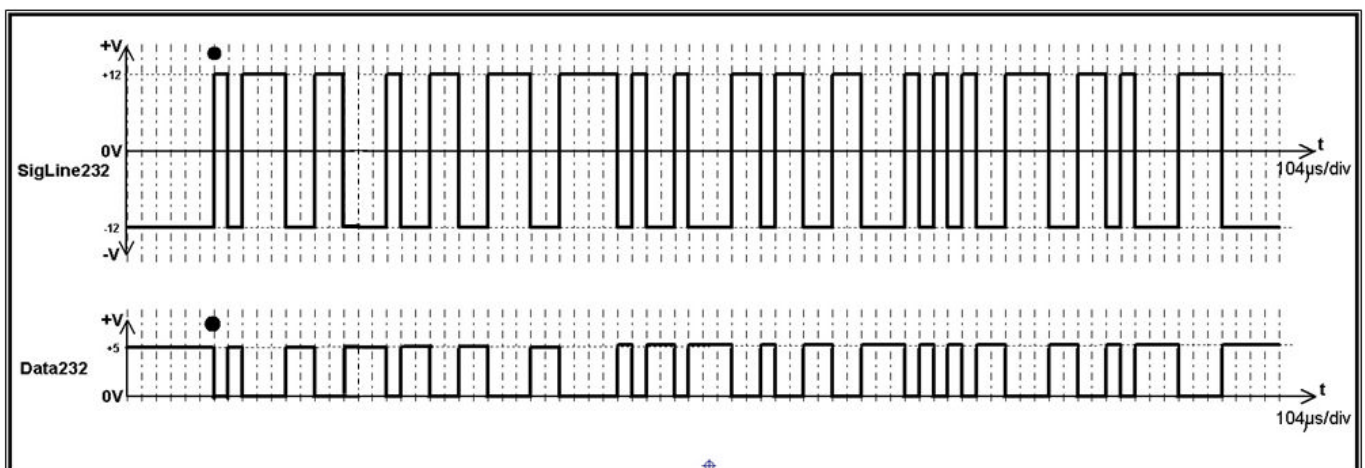 +V
+12
0V
SigLine232
-12
-V
t
104µs/div
+V
+5
Data232
0V
t
104µs/div